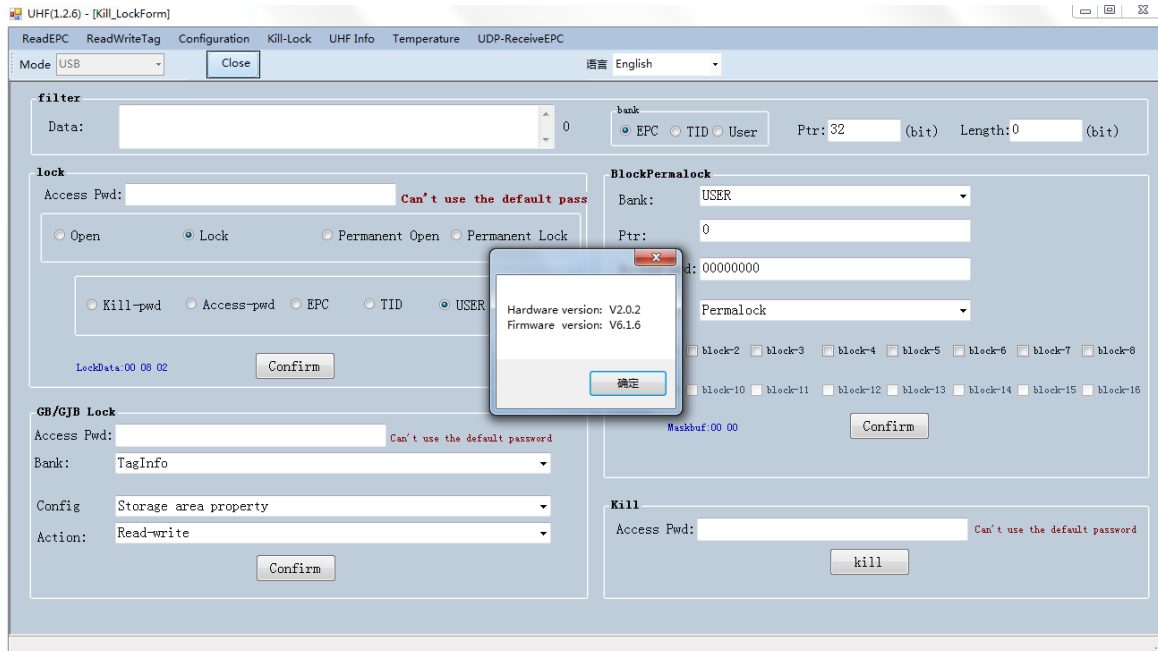 UHF(1.2.6) - [Kill_LockForm]
ReadEPC ReadWriteTag Configuration Kill-Lock UHF Info Temperature UDP-ReceiveEPC
Mode USB Close 语言 English
filter
Data: 0
bank
EPC TID User Ptr: 32 (bit) Length: 0 (bit)
lock
Access Pwd: Can't use the default pass
Open Lock Permanent Open Permanent Lock
Kill-pwd Access-pwd EPC TID USER
LockData:00 08 02 Confirm
GB/GJB Lock
Access Pwd: Can't use the default password
Bank: TagInfo
Config Storage area property
Action: Read-write
Confirm
BlockPermalock
Bank: USER
Ptr: 0
d: 00000000
Permalock
block-2 block-3 block-4 block-5 block-6 block-7 block-8
block-10 block-11 block-12 block-13 block-14 block-15 block-16
Maskbuf:00 00 Confirm
Kill
Access Pwd: Can't use the default password
kill
Hardware version: V2.0.2
Firmware version: V6.1.6
确定